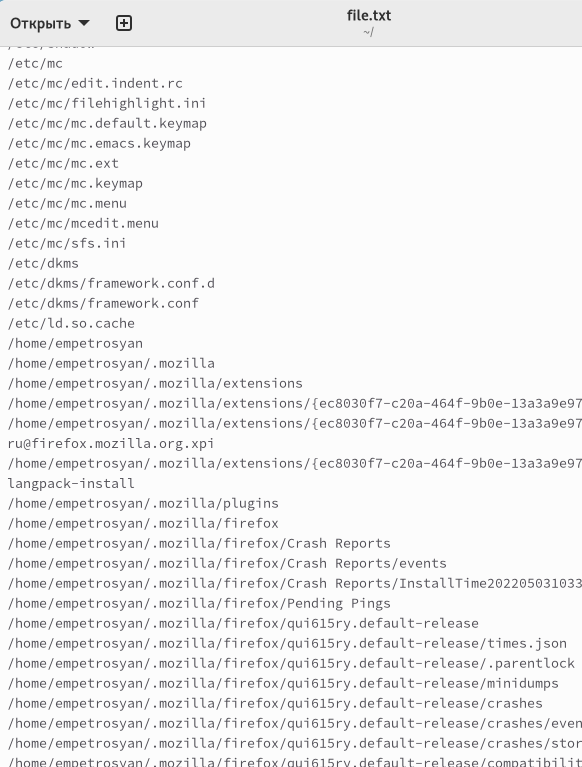 Открыть
file.txt
~/
/etc/shadow
/etc/mc
/etc/mc/edit.indent.rc
/etc/mc/filehighlight.ini
/etc/mc/mc.default.keymap
/etc/mc/mc.emacs.keymap
/etc/mc/mc.ext
/etc/mc/mc.keymap
/etc/mc/mc.menu
/etc/mc/mcedit.menu
/etc/mc/sfs.ini
/etc/dkms
/etc/dkms/framework.conf.d
/etc/dkms/framework.conf
/etc/ld.so.cache
/home/empetrosyan
/home/empetrosyan/.mozilla
/home/empetrosyan/.mozilla/extensions
/home/empetrosyan/.mozilla/extensions/{ec8030f7-c20a-464f-9b0e-13a3a9e97
/home/empetrosyan/.mozilla/extensions/{ec8030f7-c20a-464f-9b0e-13a3a9e97
ru@firefox.mozilla.org.xpi
/home/empetrosyan/.mozilla/extensions/{ec8030f7-c20a-464f-9b0e-13a3a9e97
langpack-install
/home/empetrosyan/.mozilla/plugins
/home/empetrosyan/.mozilla/firefox
/home/empetrosyan/.mozilla/firefox/Crash Reports
/home/empetrosyan/.mozilla/firefox/Crash Reports/events
/home/empetrosyan/.mozilla/firefox/Crash Reports/InstallTime202205031033
/home/empetrosyan/.mozilla/firefox/Pending Pings
/home/empetrosyan/.mozilla/firefox/qui615ry.default-release
/home/empetrosyan/.mozilla/firefox/qui615ry.default-release/times.json
/home/empetrosyan/.mozilla/firefox/qui615ry.default-release/.parentlock
/home/empetrosyan/.mozilla/firefox/qui615ry.default-release/minidumps
/home/empetrosyan/.mozilla/firefox/qui615ry.default-release/crashes
/home/empetrosyan/.mozilla/firefox/qui615ry.default-release/crashes/even
/home/empetrosyan/.mozilla/firefox/qui615ry.default-release/crashes/stor
/home/empetrosyan/.mozilla/firefox/qui615ry.default-release/compatibilit